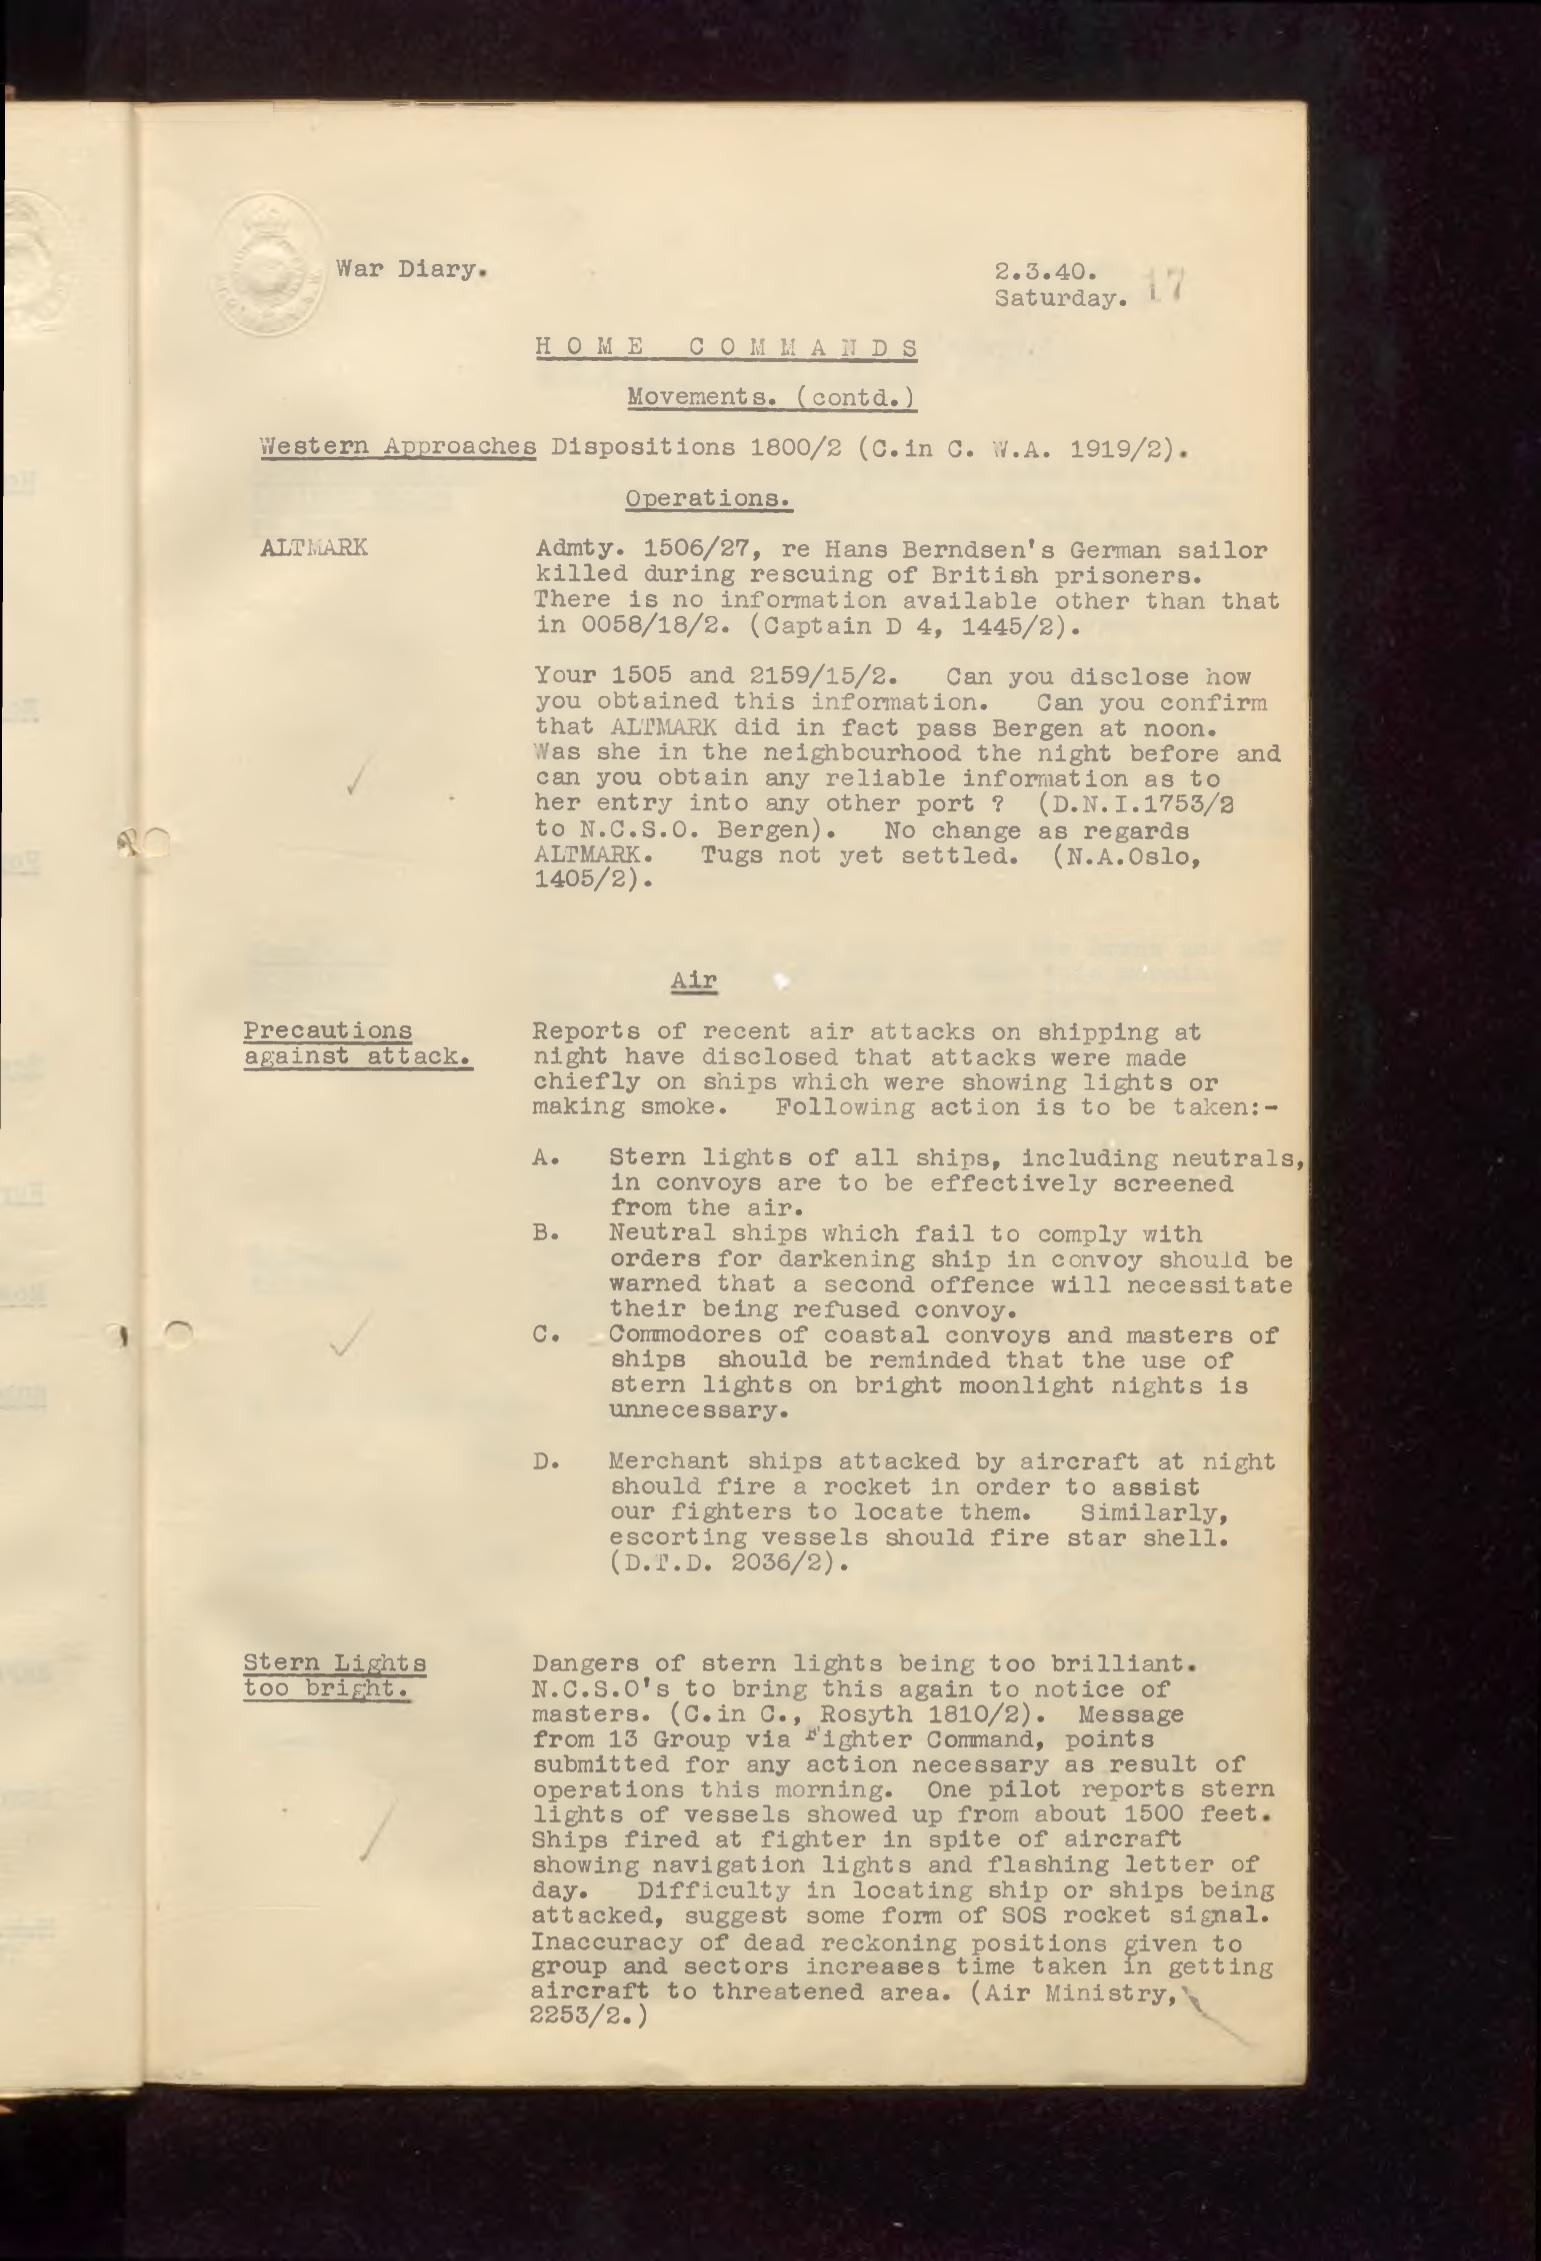 War Diary.
2.3.40.
Saturday.
17
HOME COMMANDS
Movements. (contd.)
Western Approaches Dispositions 1800/2 (C.in C. W.A. 1919/2).
Operations.
ALTMARK
Admty. 1506/27, re Hans Berndsen's German sailor
killed during rescuing of British prisoners.
There is no information available other than that
in 0058/18/2. (Captain D 4, 1445/2).
Your 1505 and 2159/15/2. Can you disclose how
you obtained this information. Can you confirm
that ALTMARK did in fact pass Bergen at noon.
Was she in the neighbourhood the night before and
can you obtain any reliable information as to
her entry into any other port ? (D.N.I.1753/2
to N.C.S.O. Bergen). No change as regards
ALTMARK. Tugs not yet settled. (N.A.Oslo,
1405/2).
Air
Precautions
against attack.
Reports of recent air attacks on shipping at
night have disclosed that attacks were made
chiefly on ships which were showing lights or
making smoke. Following action is to be taken:-
A. Stern lights of all ships, including neutrals,
in convoys are to be effectively screened
from the air.
B. Neutral ships which fail to comply with
orders for darkening ship in convoy should be
warned that a second offence will necessitate
their being refused convoy.
C. Commodores of coastal convoys and masters of
ships should be reminded that the use of
stern lights on bright moonlight nights is
unnecessary.
D. Merchant ships attacked by aircraft at night
should fire a rocket in order to assist
our fighters to locate them. Similarly,
escorting vessels should fire star shell.
(D.T.D. 2036/2).
Stern Lights
too bright.
Dangers of stern lights being too brilliant.
N.C.S.O's to bring this again to notice of
masters. (C.in C., Rosyth 1810/2). Message
from 13 Group via Fighter Command, points
submitted for any action necessary as result of
operations this morning. One pilot reports stern
lights of vessels showed up from about 1500 feet.
Ships fired at fighter in spite of aircraft
showing navigation lights and flashing letter of
day. Difficulty in locating ship or ships being
attacked, suggest some form of SOS rocket signal.
Inaccuracy of dead reckoning positions given to
group and sectors increases time taken in getting
aircraft to threatened area. (Air Ministry,
2253/2.)